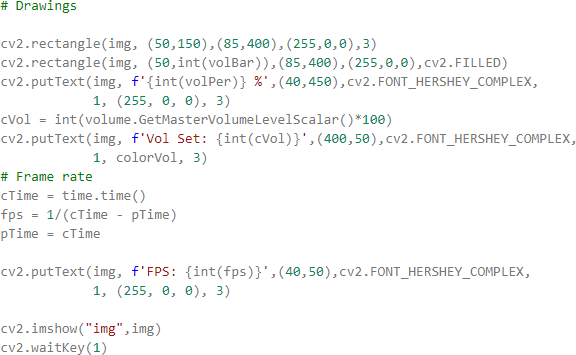 # Drawings
cv2.rectangle(img, (50,150),(85,400),(255,0,0),3)
cv2.rectangle(img, (50,int(volBar)),(85,400),(255,0,0),cv2.FILLED)
cv2.putText(img, f'{int(volPer)} %',(40,450),cv2.FONT_HERSHEY_COMPLEX,
1, (255, 0, 0), 3)
cVol = int(volume.GetMasterVolumeLevelScalar()*100)
cv2.putText(img, f'Vol Set: {int(cVol)}',(400,50),cv2.FONT_HERSHEY_COMPLEX,
1, colorVol, 3)
# Frame rate
cTime = time.time()
fps = 1/(cTime - pTime)
pTime = cTime
cv2.putText(img, f'FPS: {int(fps)}',(40,50),cv2.FONT_HERSHEY_COMPLEX,
1, (255, 0, 0), 3)
cv2.imshow("img",img)
cv2.waitKey(1)